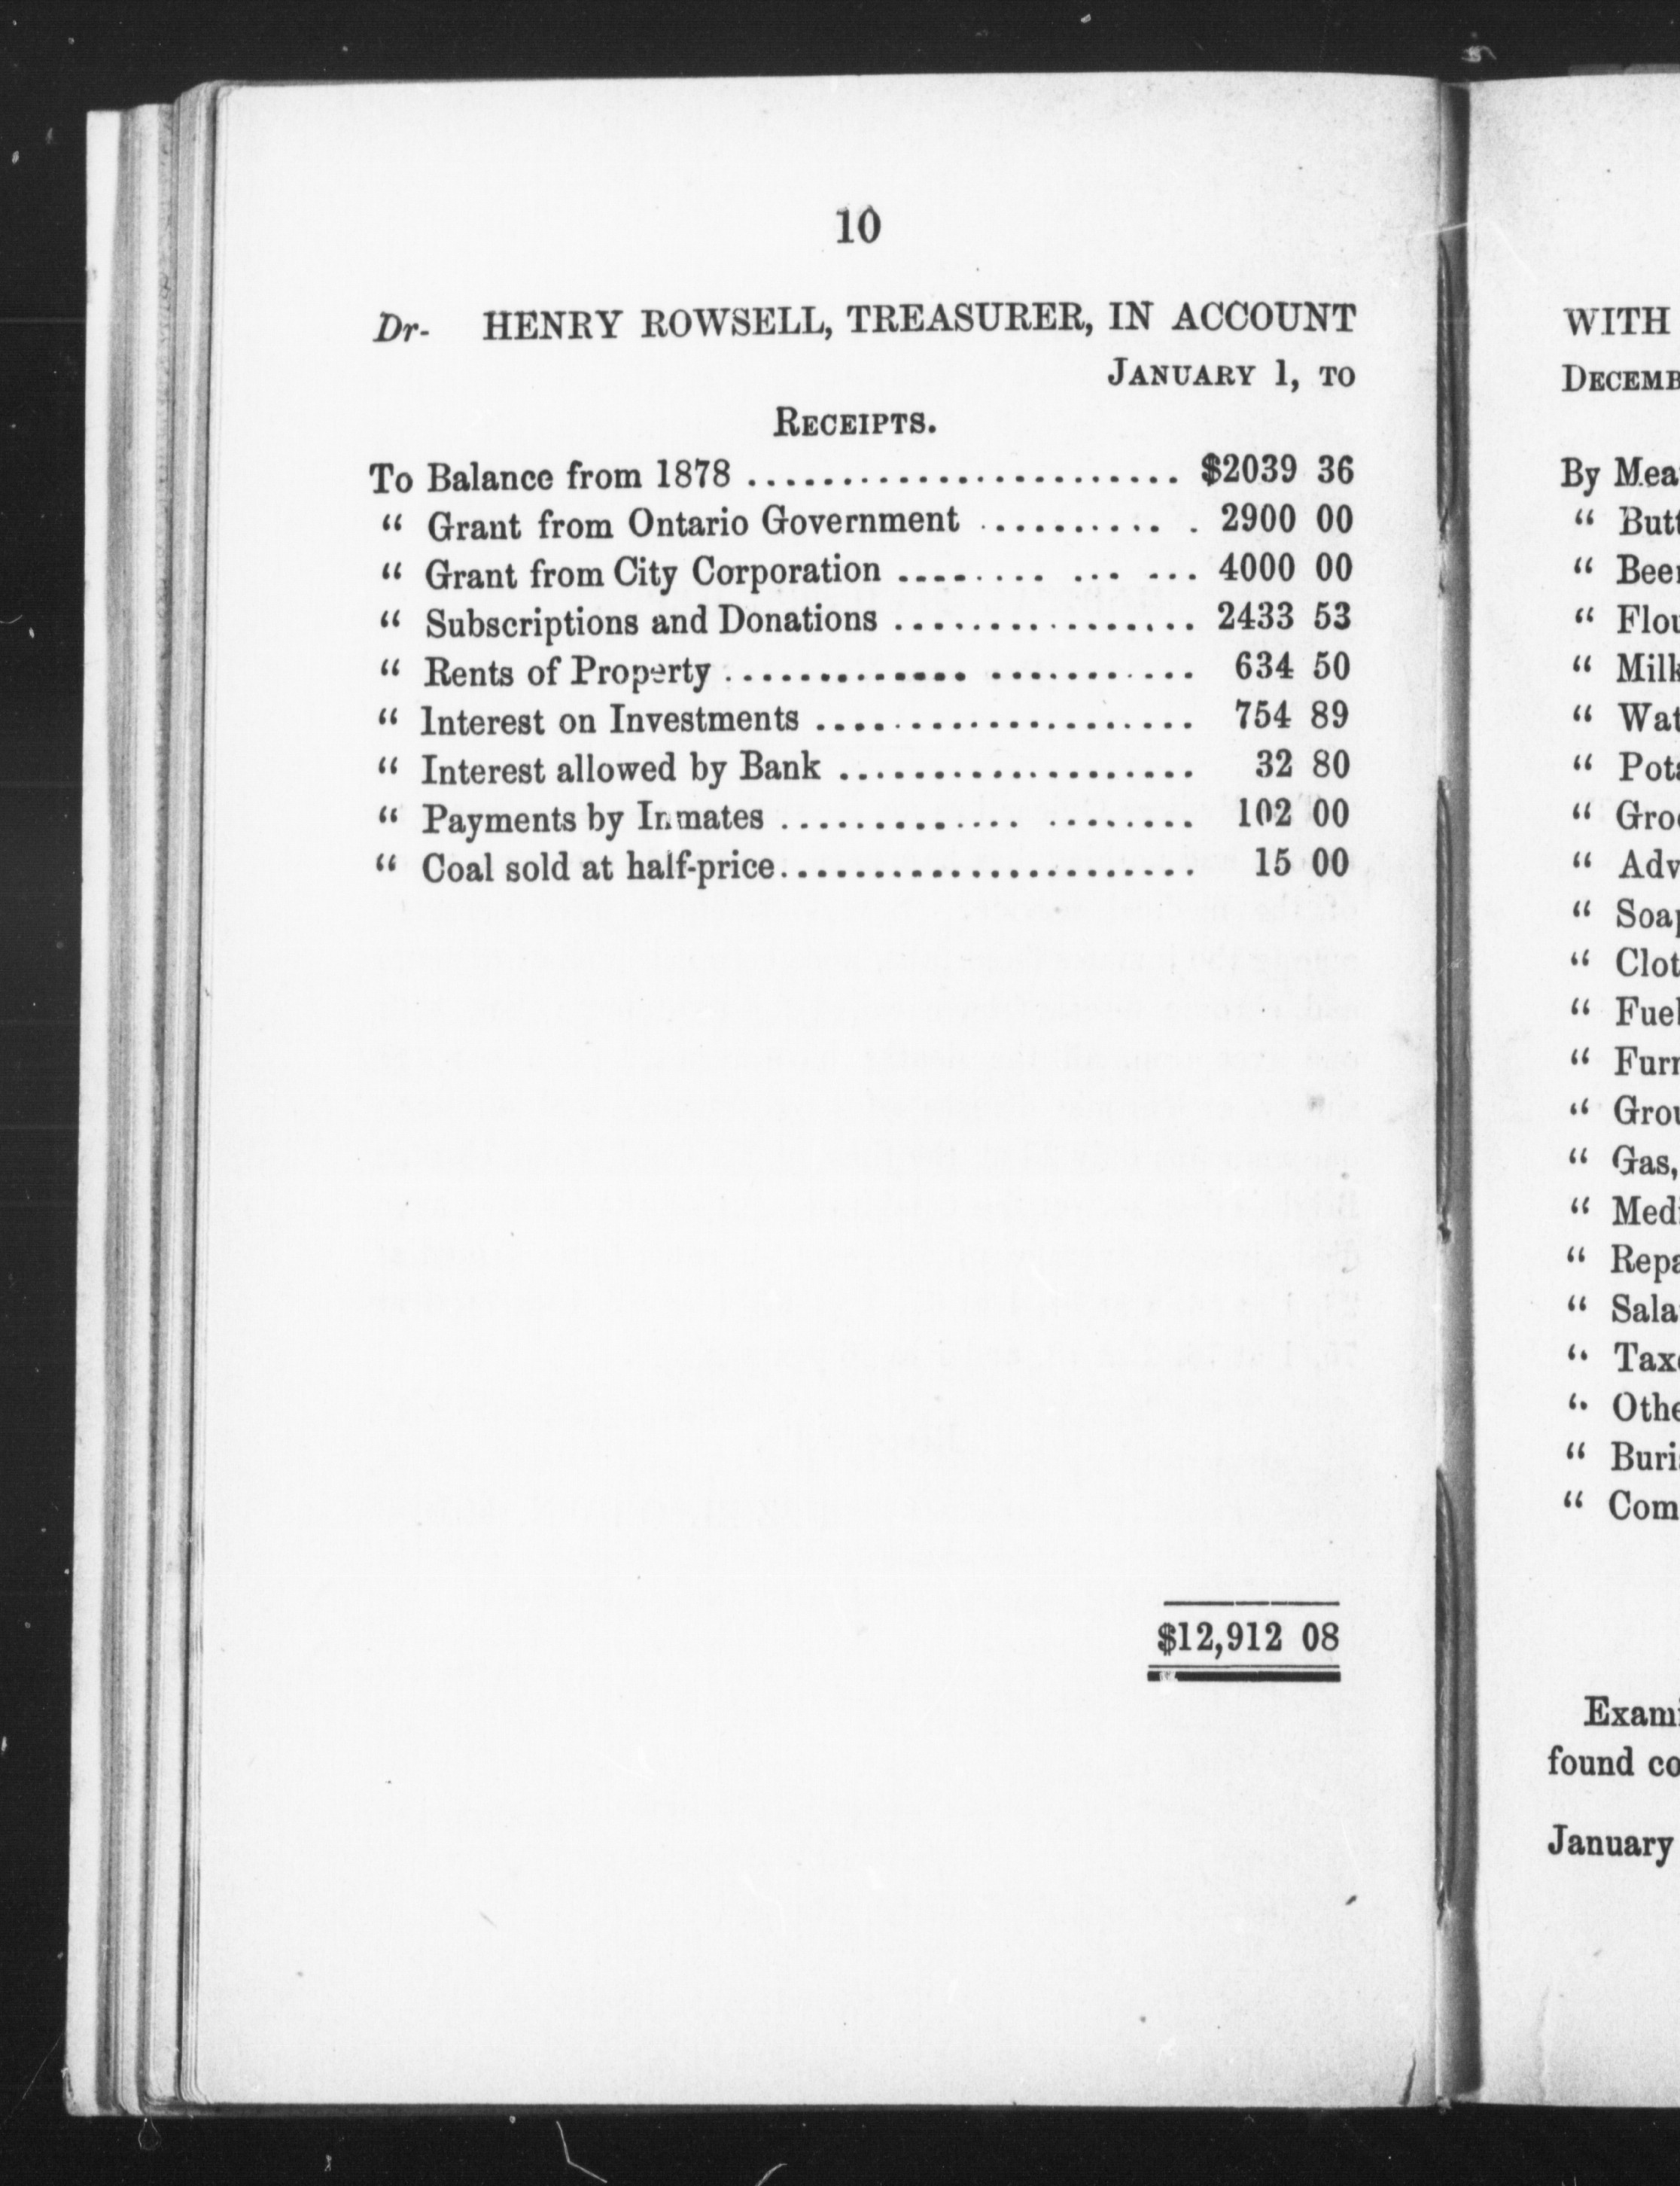 10
Dr- HENRY ROWSELL, TREASURER, IN ACCOUNT
JANUARY 1, TO
RECEIPTS.
To Balance from 1878 ........................ $2039 36
“ Grant from Ontario Government .......... . 2900 00
“ Grant from City Corporation ........ ... ... 4000 00
“ Subscriptions and Donations ................ 2433 53
“ Rents of Property ............. ........... 634 50
“ Interest on Investments .................... 754 89
“ Interest allowed by Bank ................... 32 80
“ Payments by Inmates ............. ........ 102 00
“ Coal sold at half-price....................... 15 00
$12,912 08
WITH
DECEMB
By Mea
“ Butt
“ Beer
“ Flou
“ Milk
“ Wat
“ Pota
“ Groc
“ Adv
“ Soap
“ Clot
“ Fuel
“ Furn
“ Grou
“ Gas,
“ Medi
“ Repa
“ Sala
“ Taxe
“ Othe
“ Buria
“ Com
Exami
found co
January